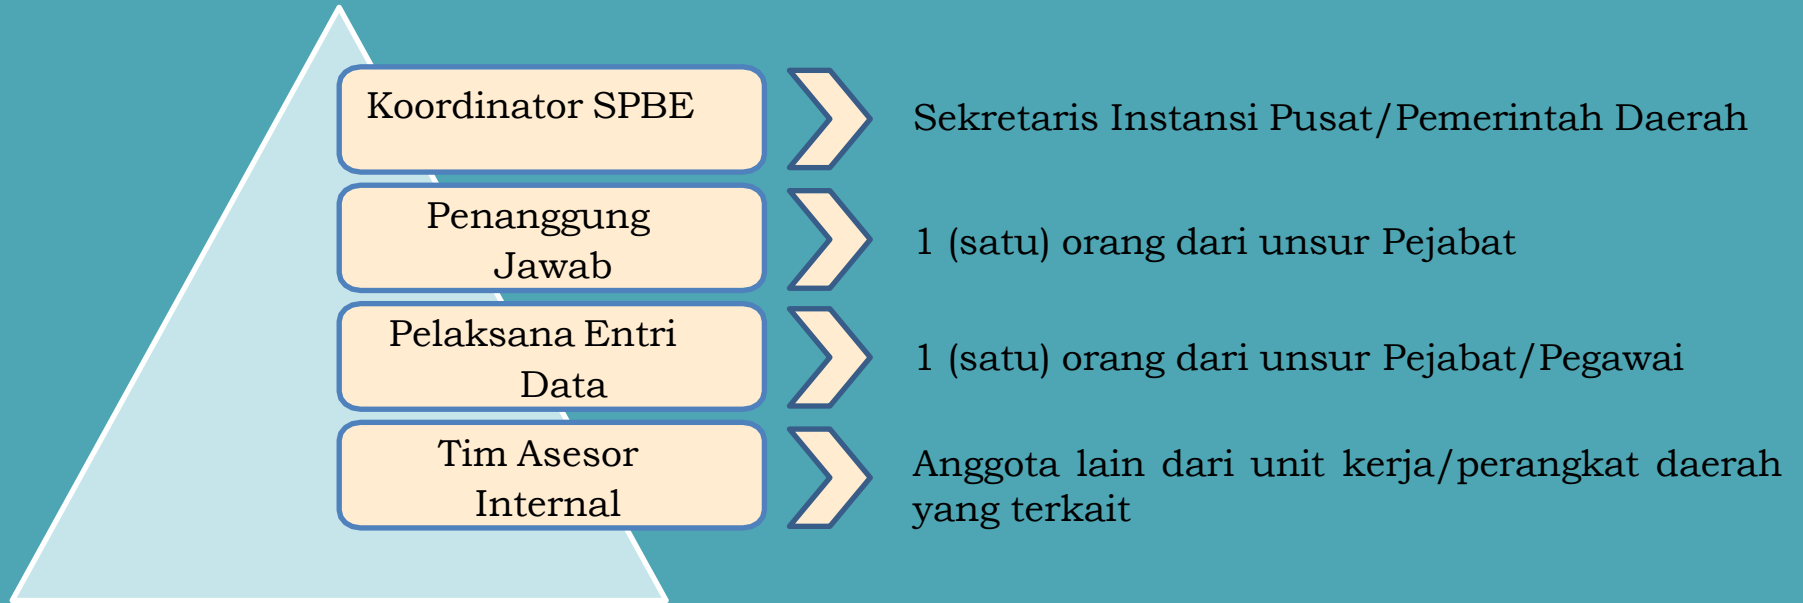 Koordinator SPBE
Sekretaris Instansi Pusat/Pemerintah Daerah
Penanggung
Jawab
1 (satu) orang dari unsur Pejabat
Pelaksana Entri
Data
1 (satu) orang dari unsur Pejabat/Pegawai
Tim Asesor
Internal
Anggota lain dari unit kerja/perangkat daerah
yang terkait